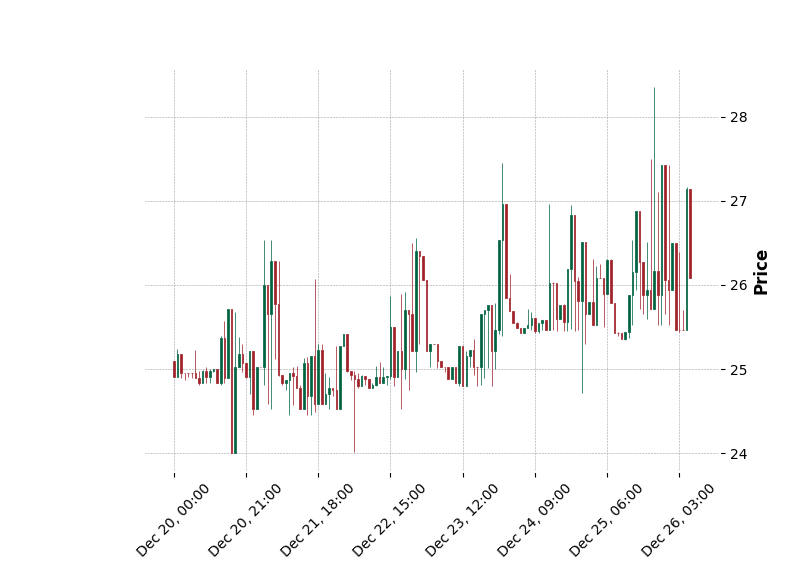 28
27
26
25
24
Price
Dec 20, 00:00
Dec 20, 21:00
Dec 21, 18:00
Dec 22, 15:00
Dec 23, 12:00
Dec 24, 09:00
Dec 25, 06:00
Dec 26, 03:00